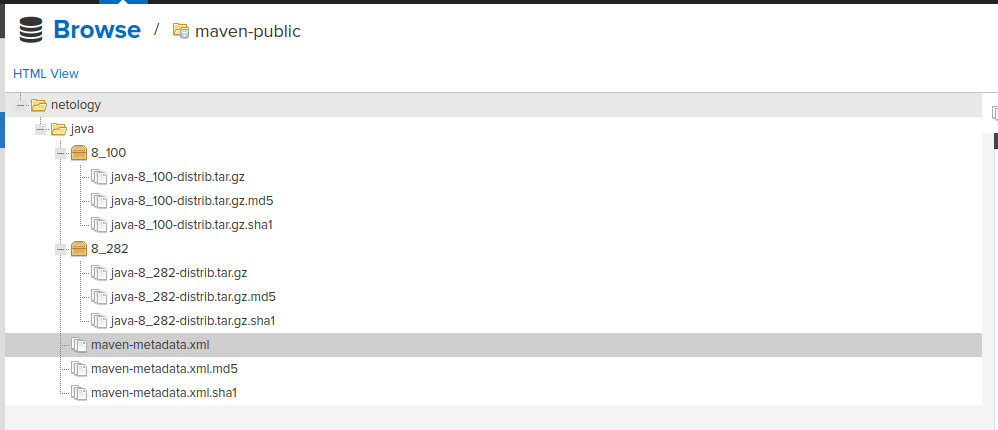 Browse / maven-public
HTML View
netology
java
8_100
java-8_100-distrib.tar.gz
java-8_100-distrib.tar.gz.md5
java-8_100-distrib.tar.gz.sha1
8_282
java-8_282-distrib.tar.gz
java-8_282-distrib.tar.gz.md5
java-8_282-distrib.tar.gz.sha1
maven-metadata.xml
maven-metadata.xml.md5
maven-metadata.xml.sha1